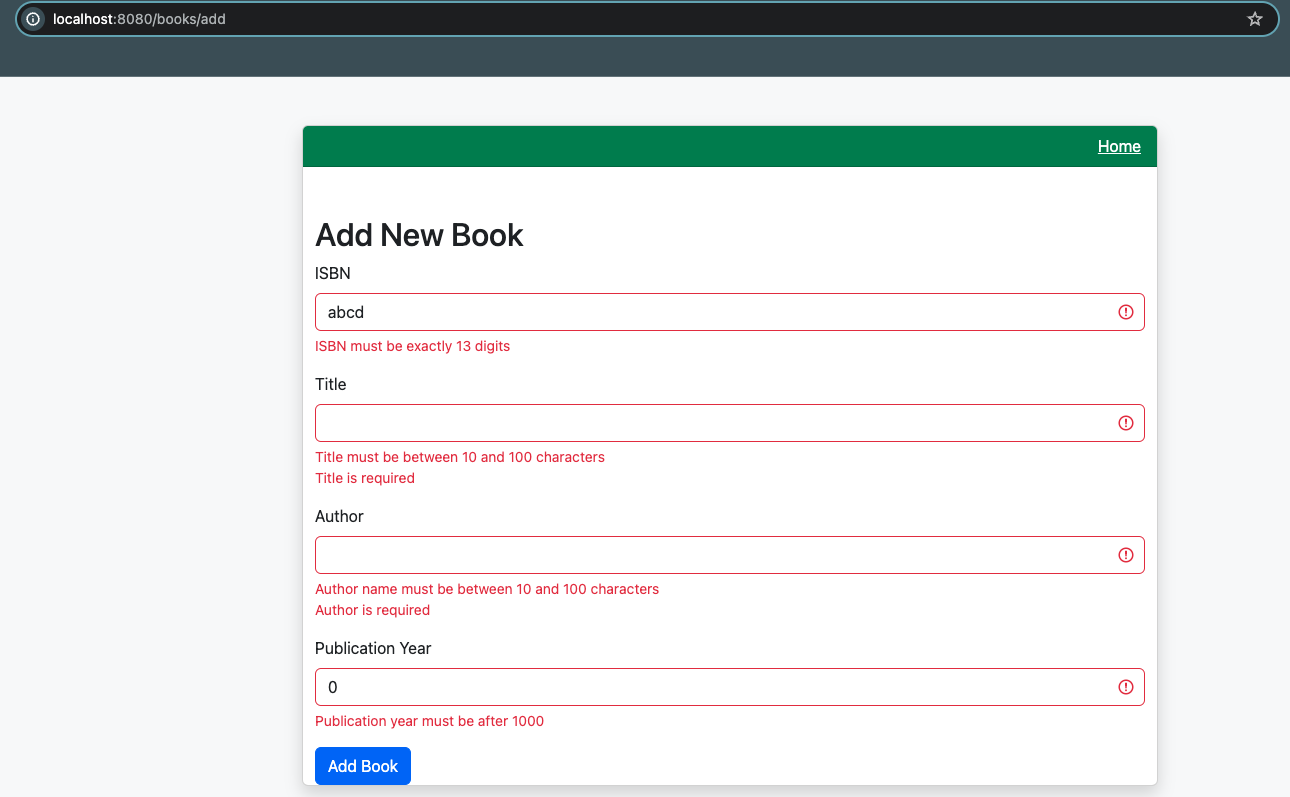 localhost:8080/books/add
Home
Add New Book
ISBN
abcd
ISBN must be exactly 13 digits
Title
Title must be between 10 and 100 characters
Title is required
Author
Author name must be between 10 and 100 characters
Author is required
Publication Year
0
Publication year must be after 1000
Add Book